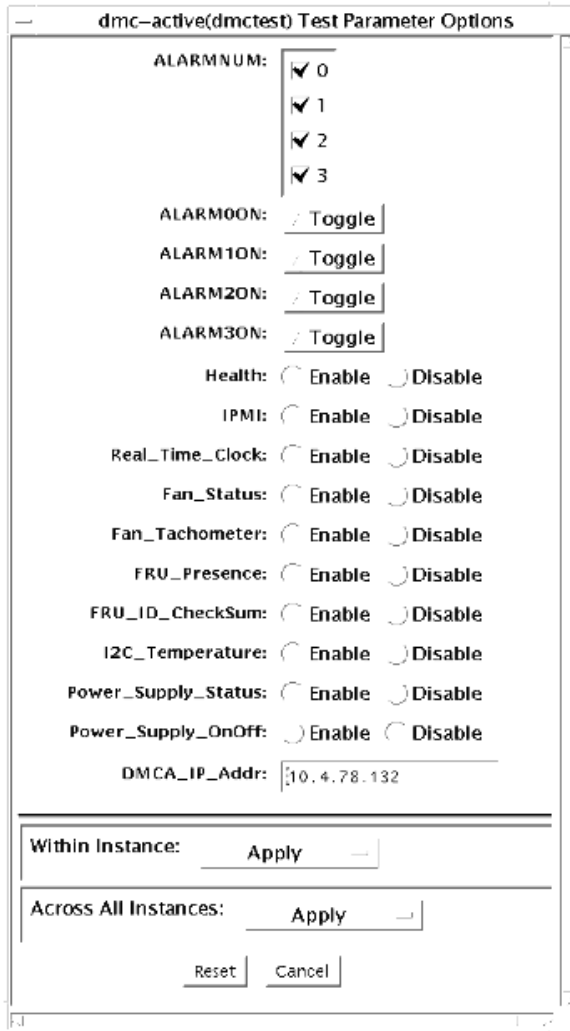 dmc-active(dmctest) Test Parameter Options
ALARMNUM: 0
1
2
3
ALARM0ON: Toggle
ALARM1ON: Toggle
ALARM2ON: Toggle
ALARM3ON: Toggle
Health: Enable Disable
IPMI: Enable Disable
Real_Time_Clock: Enable Disable
Fan_Status: Enable Disable
Fan_Tachometer: Enable Disable
FRU_Presence: Enable Disable
FRU_ID_CheckSum: Enable Disable
I2C_Temperature: Enable Disable
Power_Supply_Status: Enable Disable
Power_Supply_OnOff: Enable Disable
DMCA_IP_Addr: 10.4.78.132
Within Instance: Apply
Across All Instances: Apply
Reset Cancel